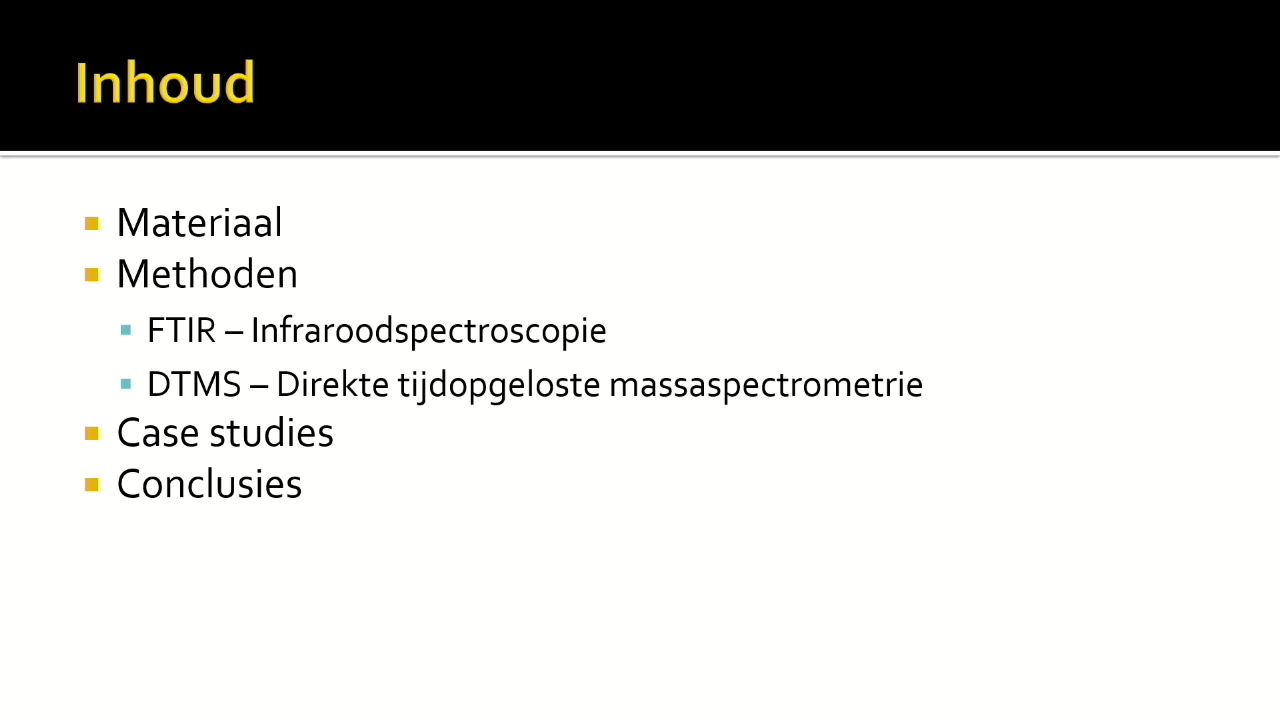 Inhoud
Materiaal
Methoden
FTIR – Infraroodspectroscopie
DTMS – Direkte tijdopgeloste massaspectrometrie
Case studies
Conclusies